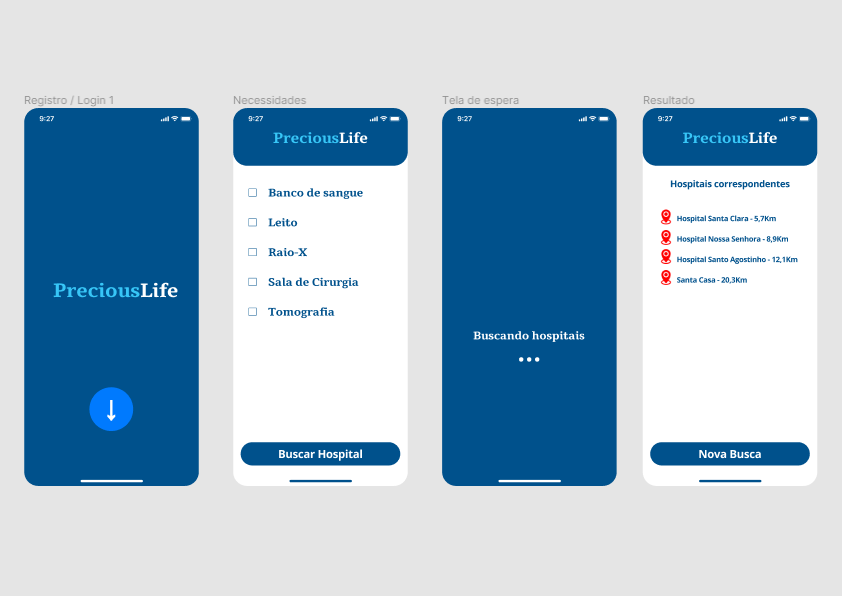 Registro / Login 1
9:27
PreciousLife
Necessidades
9:27
PreciousLife
Banco de sangue
Leito
Raio-X
Sala de Cirurgia
Tomografia
Buscar Hospital
Tela de espera
9:27
Buscando hospitais
Resultado
9:27
PreciousLife
Hospitais correspondentes
Hospital Santa Clara - 5,7Km
Hospital Nossa Senhora - 8,9Km
Hospital Santo Agostinho - 12,1Km
Santa Casa - 20,3Km
Nova Busca